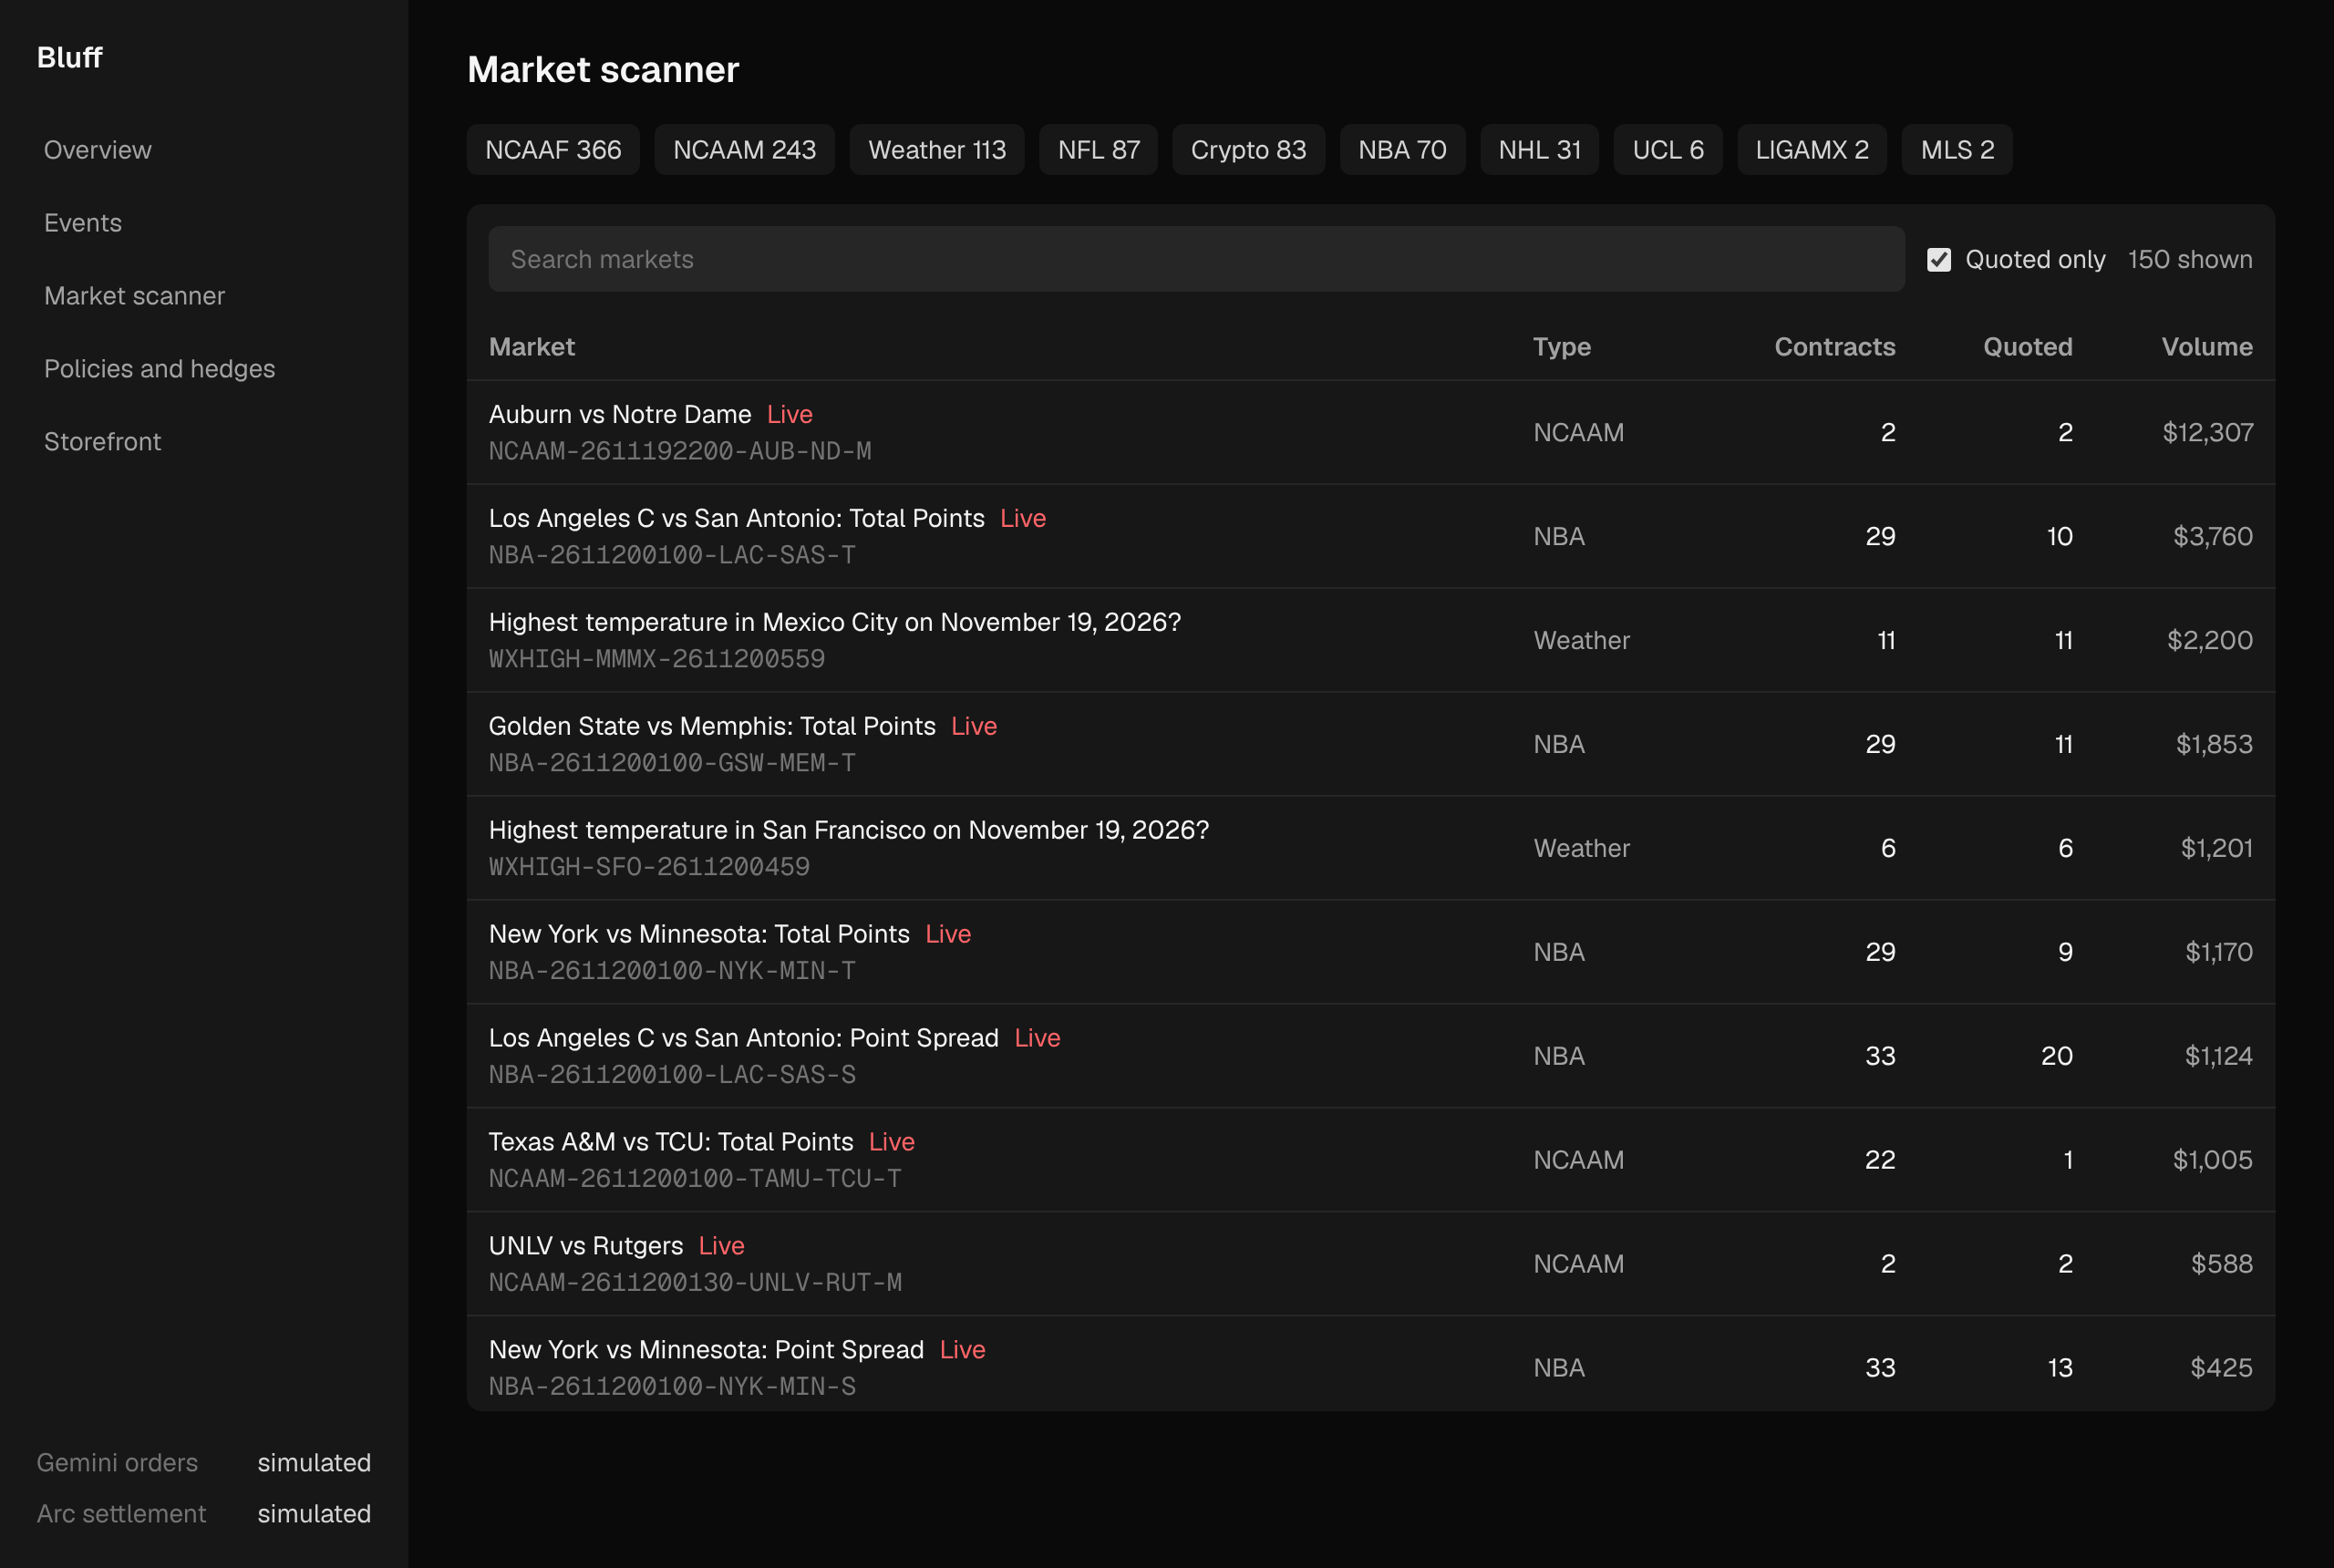 Bluff
Overview
Events
Market scanner
Policies and hedges
Storefront
Gemini orders simulated
Arc settlement simulated
Market scanner
NCAAF 366 NCAAM 243 Weather 113 NFL 87 Crypto 83 NBA 70 NHL 31 UCL 6 LIGAMX 2 MLS 2
Search markets Quoted only 150 shown
Market Type Contracts Quoted Volume
Auburn vs Notre Dame Live
NCAAM-2611192200-AUB-ND-M
NCAAM 2 2 $12,307
Los Angeles C vs San Antonio: Total Points Live
NBA-2611200100-LAC-SAS-T
NBA 29 10 $3,760
Highest temperature in Mexico City on November 19, 2026?
WXHIGH-MMMX-2611200559
Weather 11 11 $2,200
Golden State vs Memphis: Total Points Live
NBA-2611200100-GSW-MEM-T
NBA 29 11 $1,853
Highest temperature in San Francisco on November 19, 2026?
WXHIGH-SFO-2611200459
Weather 6 6 $1,201
New York vs Minnesota: Total Points Live
NBA-2611200100-NYK-MIN-T
NBA 29 9 $1,170
Los Angeles C vs San Antonio: Point Spread Live
NBA-2611200100-LAC-SAS-S
NBA 33 20 $1,124
Texas A&M vs TCU: Total Points Live
NCAAM-2611200100-TAMU-TCU-T
NCAAM 22 1 $1,005
UNLV vs Rutgers Live
NCAAM-2611200130-UNLV-RUT-M
NCAAM 2 2 $588
New York vs Minnesota: Point Spread Live
NBA-2611200100-NYK-MIN-S
NBA 33 13 $425